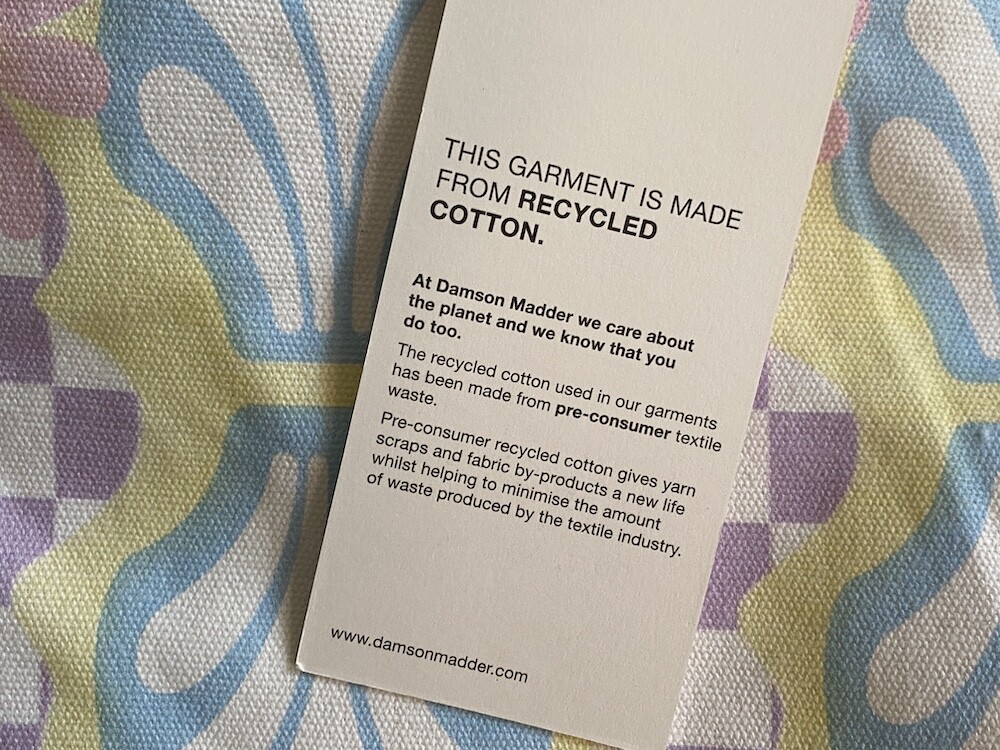 THIS GARMENT IS MADE
FROM RECYCLED
COTTON.
At Damson Madder we care about
the planet and we know that you
do too.
The recycled cotton used in our garments
has been made from pre-consumer textile
waste.
Pre-consumer recycled cotton gives yarn
scraps and fabric by-products a new life
whilst helping to minimise the amount
of waste produced by the textile industry.
www.damsonmadder.com